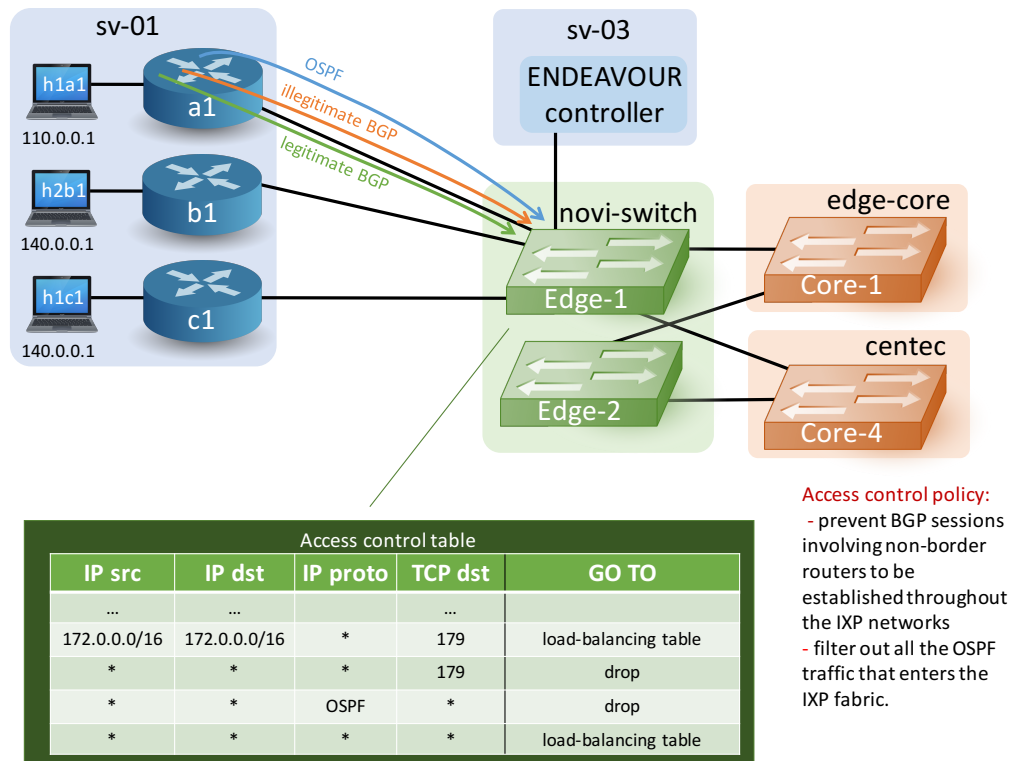 sv-01
sv-03
ENDEAVOUR
controller
h1a1
110.0.0.1
a1
OSPF
illegitimate BGP
legitimate BGP
h2b1
140.0.0.1
b1
h1c1
140.0.0.1
c1
novi-switch
Edge-1
Edge-2
edge-core
Core-1
centec
Core-4
Access control policy:
- prevent BGP sessions
involving non-border
routers to be
established throughout
the IXP networks
- filter out all the OSPF
traffic that enters the
IXP fabric.
Access control table
IP src IP dst IP proto TCP dst GO TO
... ... ...
172.0.0.0/16 172.0.0.0/16 * 179 load-balancing table
* * * 179 drop
* * OSPF * drop
* * * * load-balancing table